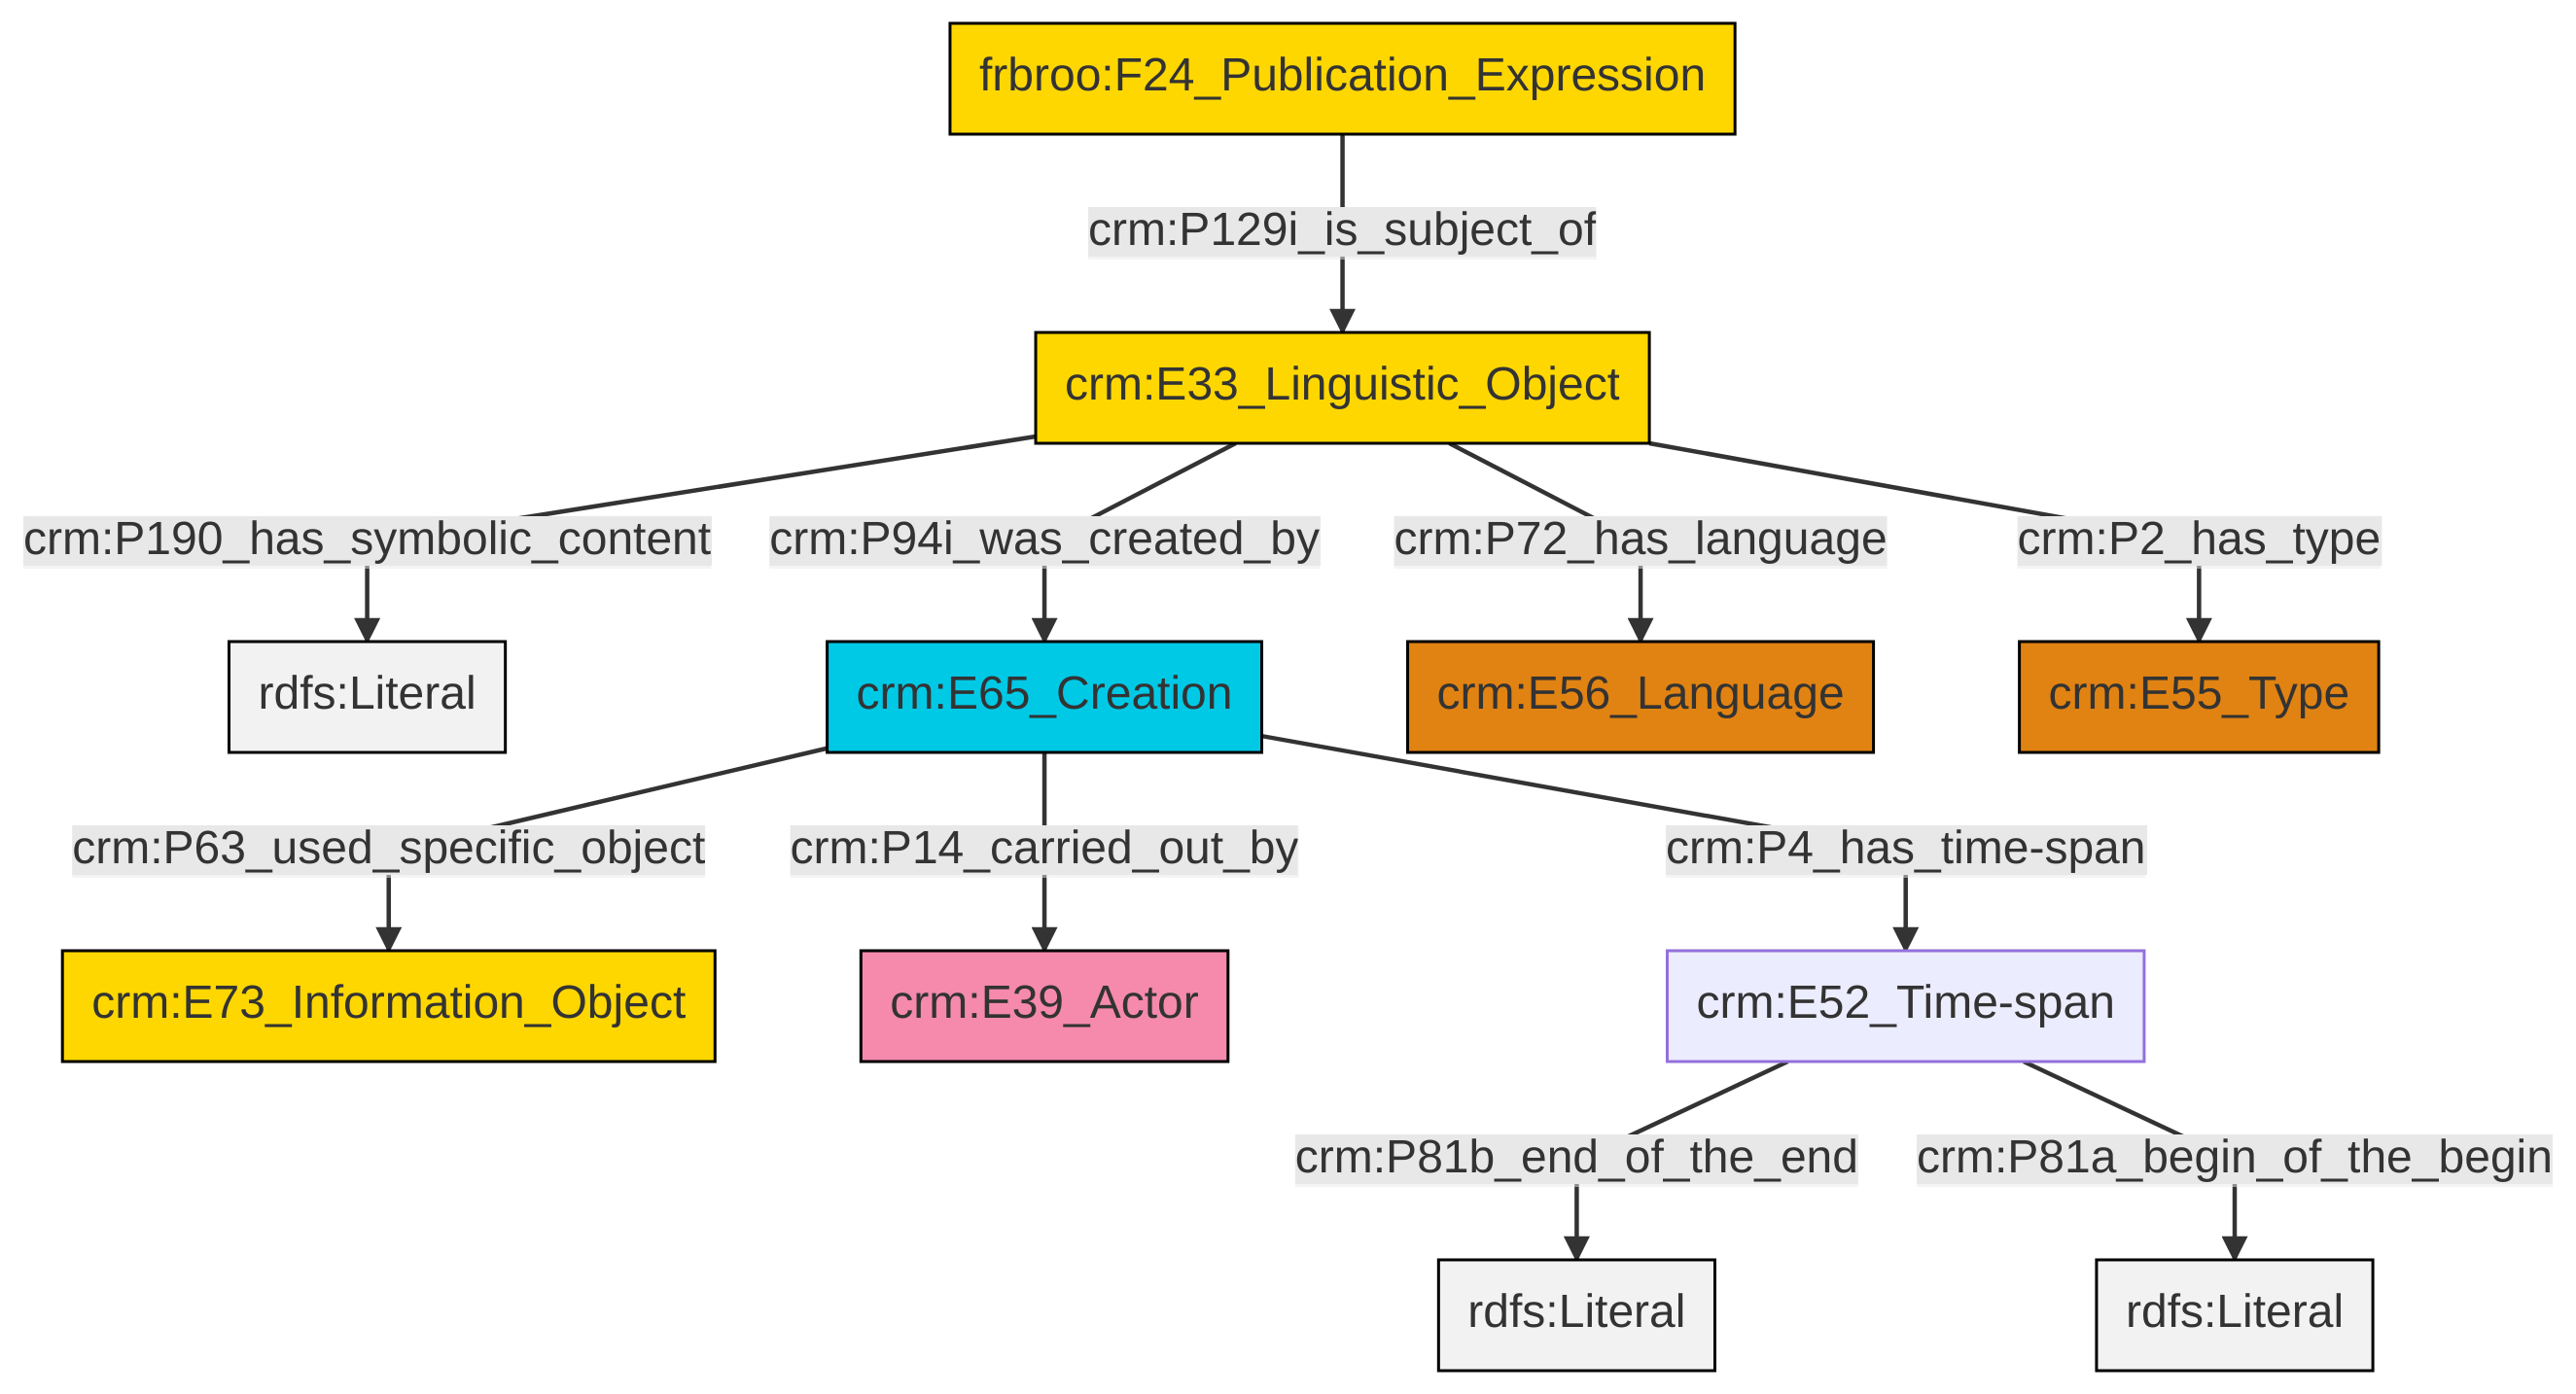 frbroo:F24_Publication_Expression
crm:P129i_is_subject_of
crm:E33_Linguistic_Object
crm:P190_has_symbolic_content
crm:P94i_was_created_by
crm:P72_has_language
crm:P2_has_type
rdfs:Literal
crm:E65_Creation
crm:E56_Language
crm:E55_Type
crm:P63_used_specific_object
crm:P14_carried_out_by
crm:P4_has_time-span
crm:E73_Information_Object
crm:E39_Actor
crm:E52_Time-span
crm:P81b_end_of_the_end
crm:P81a_begin_of_the_begin
rdfs:Literal
rdfs:Literal